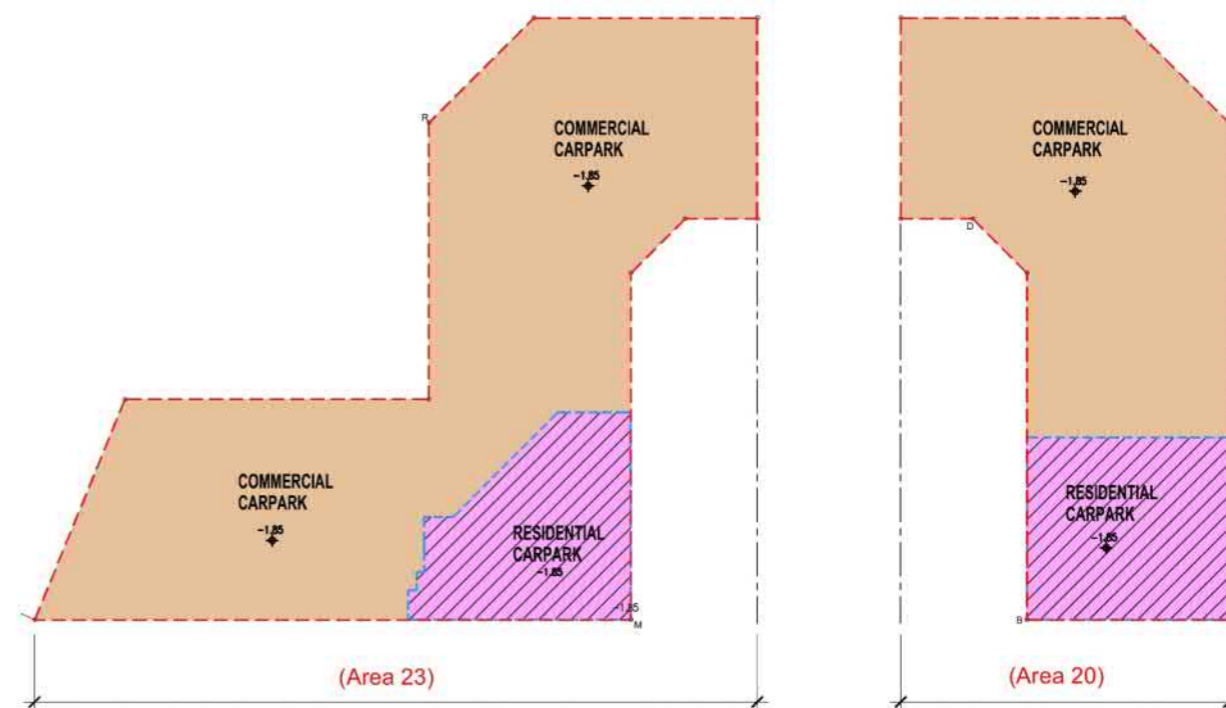 R
COMMERCIAL
CARPARK
-1.85
COMMERCIAL
CARPARK
-1.85
D
COMMERCIAL
CARPARK
-1.85
RESIDENTIAL
CARPARK
-1.85
RESIDENTIAL
CARPARK
-1.85
-1.85
M
B
(Area 23)
(Area 20)